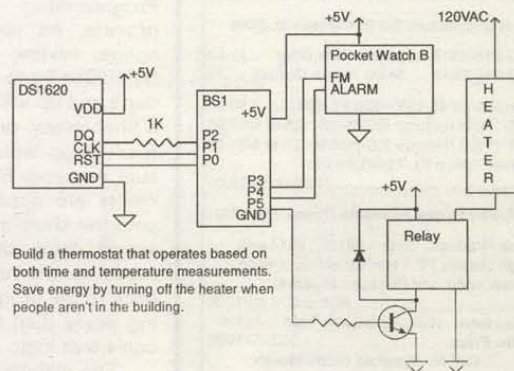 +5V
120VAC
Pocket Watch B
FM
ALARM
DS1620
+5V
VDD
DQ
CLK
RST
GND
1K
BS1
+5V
P2
P1
P0
P3
P4
P5
GND
HEATER
+5V
Relay
Build a thermostat that operates based on
both time and temperature measurements.
Save energy by turning off the heater when
people aren't in the building.